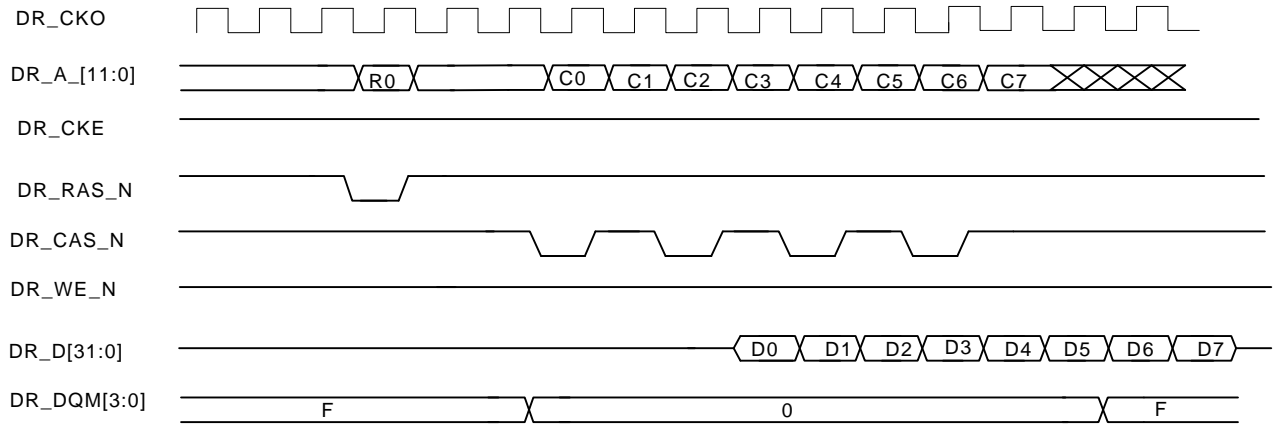 DR_CKO
DR_A_[11:0] R0 C0 C1 C2 C3 C4 C5 C6 C7
DR_CKE
DR_RAS_N
DR_CAS_N
DR_WE_N
DR_D[31:0] D0 D1 D2 D3 D4 D5 D6 D7
DR_DQM[3:0] F 0 F